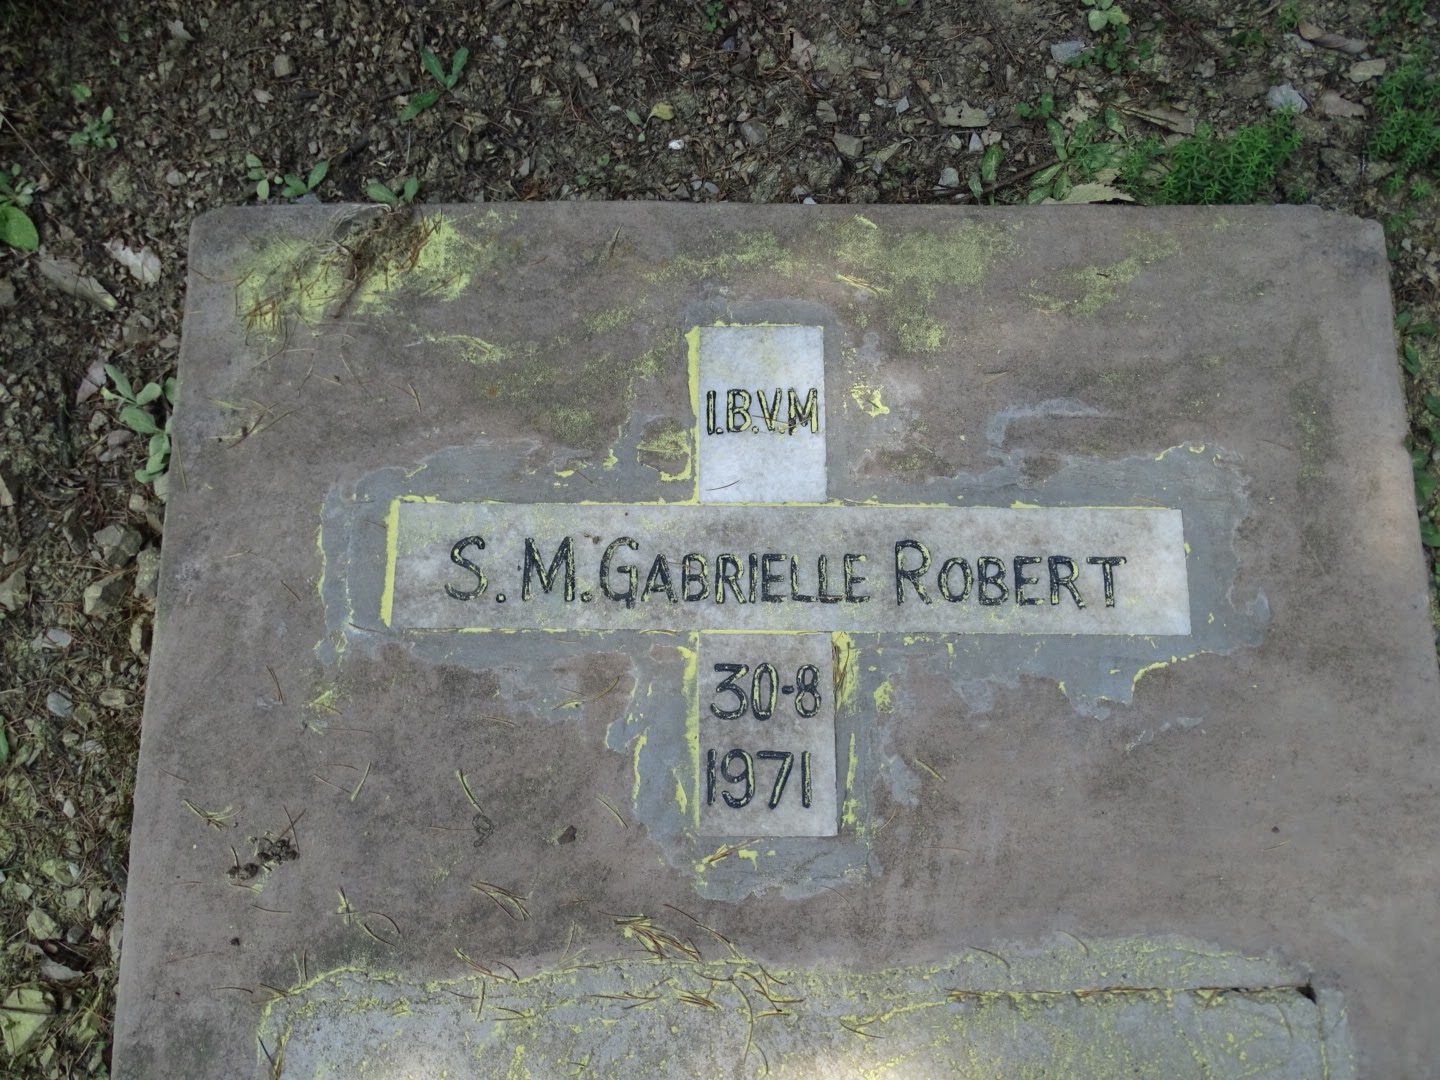 I.B.V.M
S.M.GABRIELLE ROBERT
30-8
1971